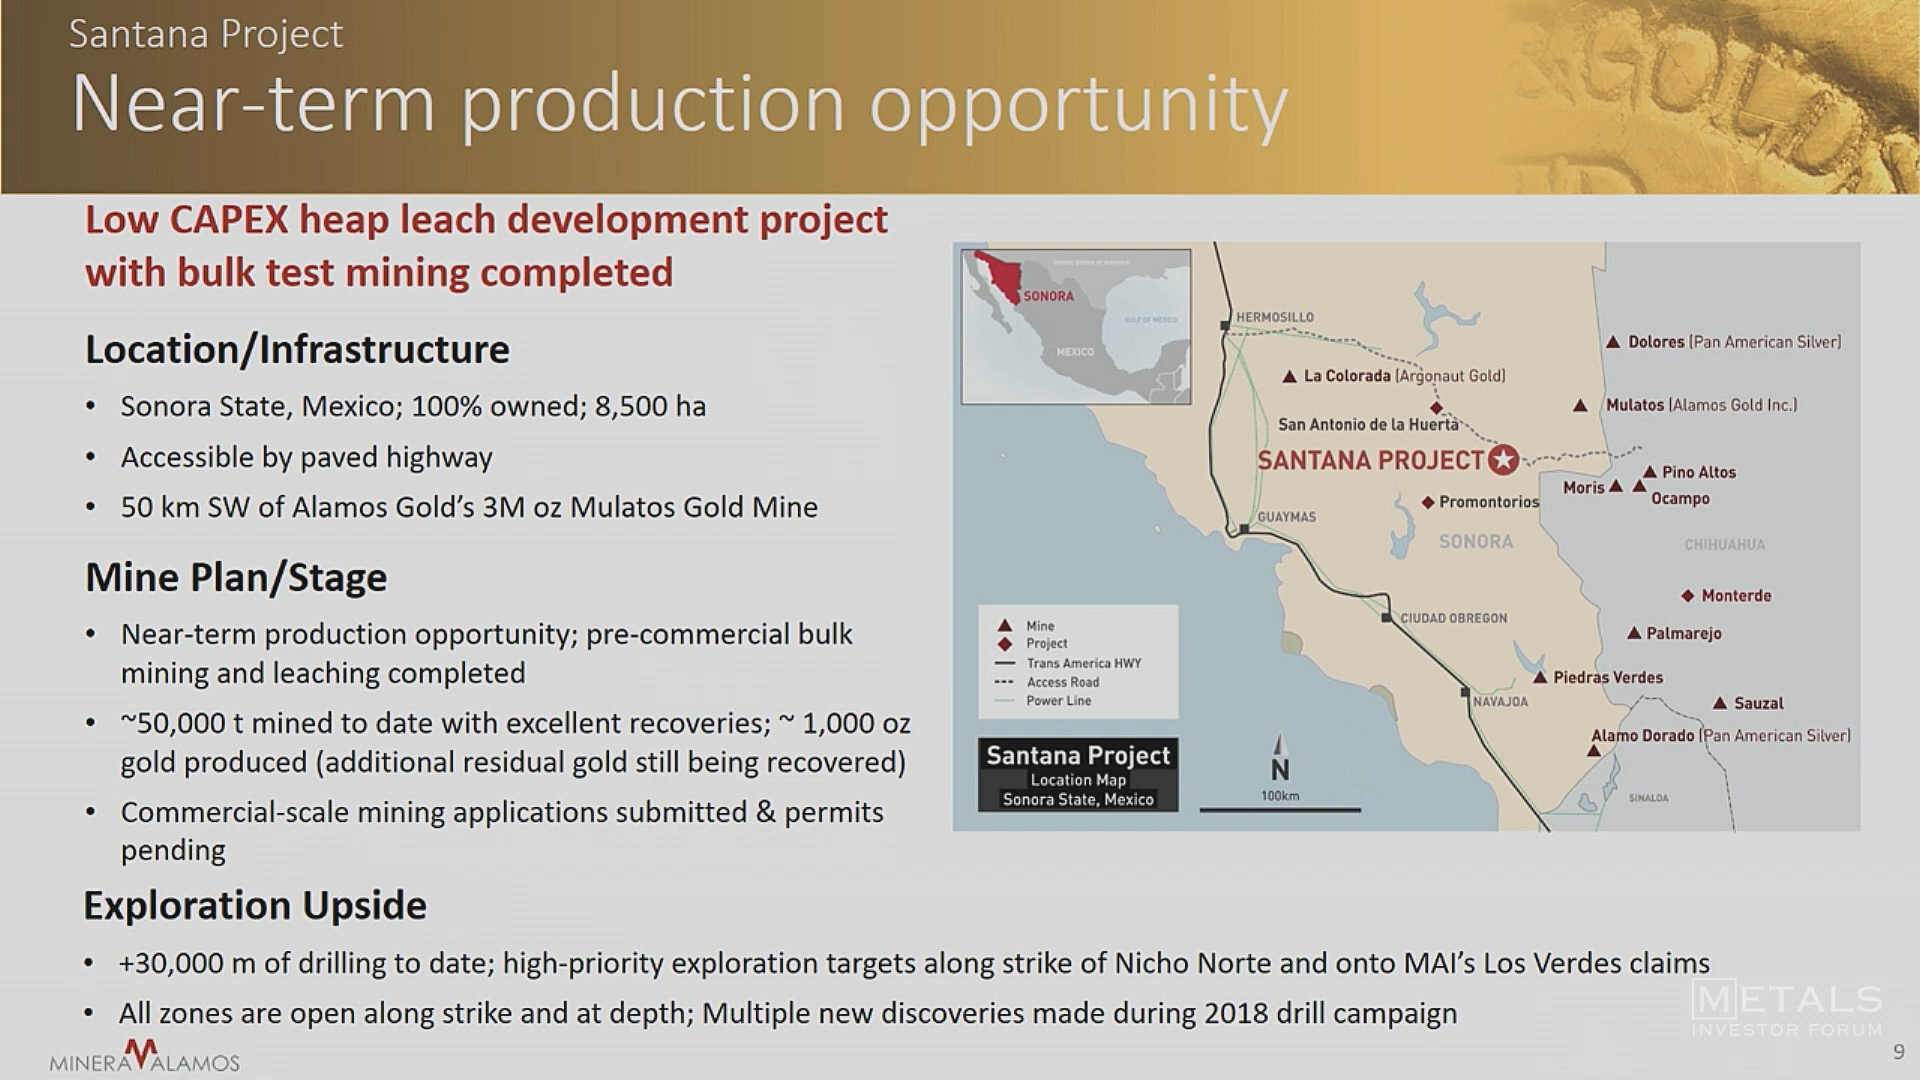 Santana Project
Near-term production opportunity
Low CAPEX heap leach development project
with bulk test mining completed
Location/Infrastructure
• Sonora State, Mexico; 100% owned; 8,500 ha
• Accessible by paved highway
• 50 km SW of Alamos Gold’s 3M oz Mulatos Gold Mine
Mine Plan/Stage
• Near-term production opportunity; pre-commercial bulk
mining and leaching completed
• ~50,000 t mined to date with excellent recoveries; ~ 1,000 oz
gold produced (additional residual gold still being recovered)
• Commercial-scale mining applications submitted & permits
pending
Exploration Upside
• +30,000 m of drilling to date; high-priority exploration targets along strike of Nicho Norte and onto MAI’s Los Verdes claims
• All zones are open along strike and at depth; Multiple new discoveries made during 2018 drill campaign
United States of America
SONORA
GULF OF MEXICO
MEXICO
HERMOSILLO
Dolores (Pan American Silver)
La Colorada (Argonaut Gold)
Mulatos (Alamos Gold Inc.)
San Antonio de la Huerta
SANTANA PROJECT
Pino Altos
Moris
Ocampo
Promontorios
GUAYMAS
SONORA
CHIHUAHUA
Monterde
CIUDAD OBREGON
Palmarejo
Piedras Verdes
NAVAJOA
Sauzal
Alamo Dorado (Pan American Silver)
SINALOA
Mine
Project
Trans America HWY
Access Road
Power Line
Santana Project
Location Map
Sonora State, Mexico
N
100km
METALS
INVESTOR FORUM
MINERA ALAMOS
9